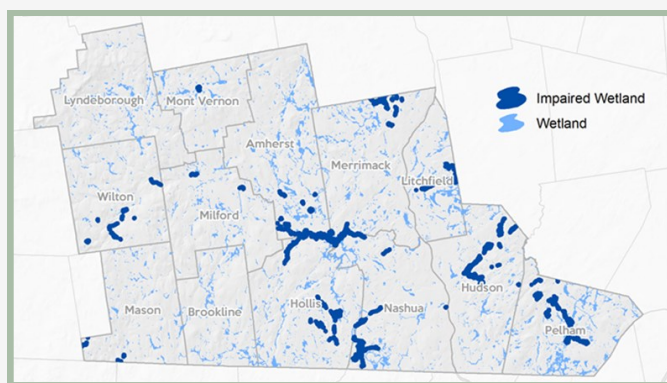 Impaired Wetland
Wetland
Lyndeborough
Mont Vernon
Amherst
Merrimack
Litchfield
Wilton
Milford
Hudson
Mason
Brookline
Hollis
Nashua
Pelham